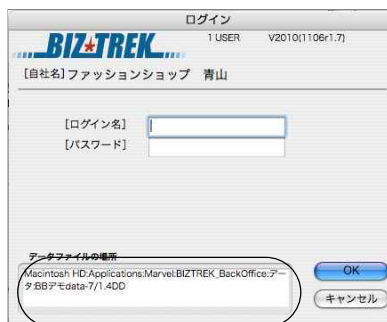 ログイン
BIZ★TREK
1 USER V2010(1106r1.7)
[自社名]ファッションショップ 青山
[ログイン名]
[パスワード]
データファイルの場所
Macintosh HD:Applications:Marvel:BIZTREK_BackOffice:デー
タ:BBデモdata-7/1.4DD
OK
キャンセル